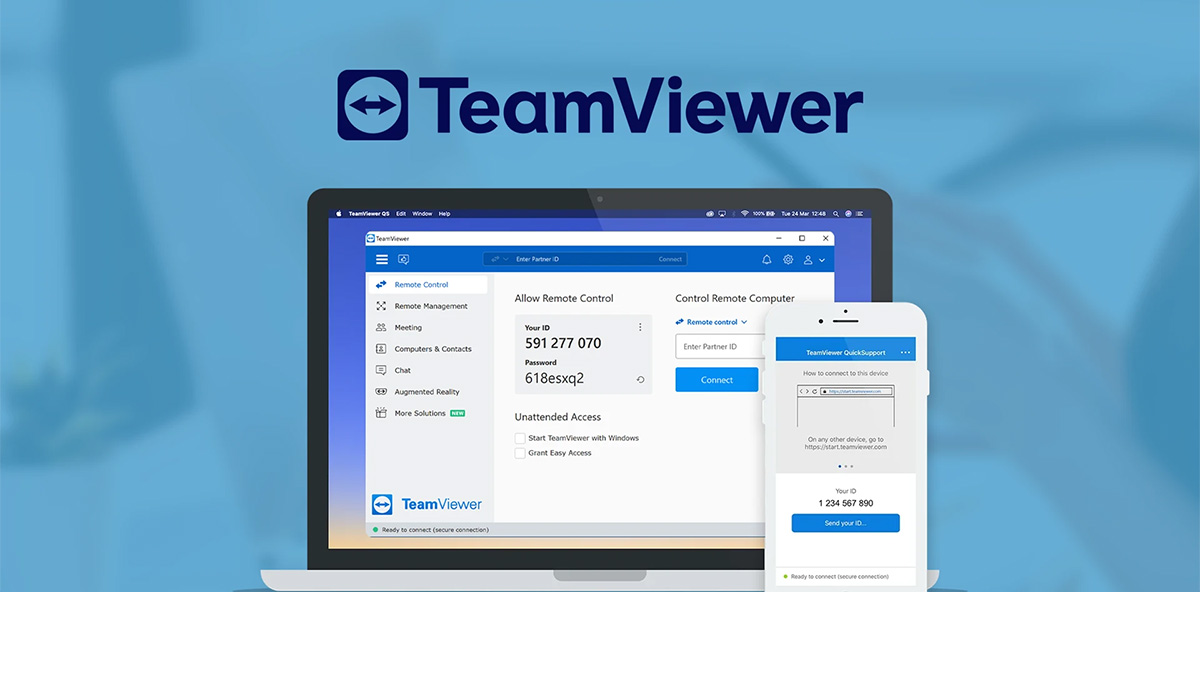 TeamViewer
TeamViewer QS Edit Window Help
100% Tue 24 Mar 12:48
TeamViewer
Enter Partner ID
Connect
Remote Control
Remote Management
Meeting
Computers & Contacts
Chat
Augmented Reality
More Solutions NEW
TeamViewer
Allow Remote Control
Your ID
591 277 070
Password
618esxq2
Unattended Access
Start TeamViewer with Windows
Grant Easy Access
Control Remote Computer
Remote control
Enter Partner ID
Connect
Ready to connect (secure connection)
TeamViewer QuickSupport
How to connect to this device
https://start.teamviewer.com
On any other device, go to
https://start.teamviewer.com
Your ID
1 234 567 890
Send your ID...
Ready to connect (secure connection)